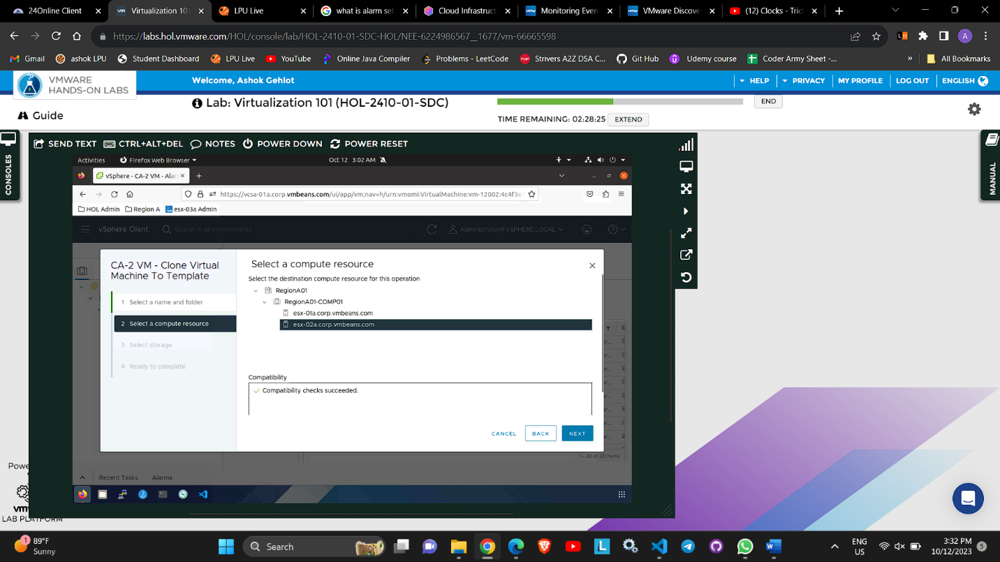 24Online Client
Virtualization 101
LPU Live
what is alarm set
Cloud Infrastruct
Monitoring Even
VMware Discove
(12) Clocks - Tric
https://labs.hol.vmware.com/HOL/console/lab/HOL-2410-01-SDC-HOL/NEE-6224986567__1677/vm-66665598
A
Gmail
ashok LPU
Student Dashboard
LPU Live
YouTube
Online Java Compiler
Problems - LeetCode
Strivers A2Z DSA C...
Git Hub
Udemy course
Coder Army Sheet -...
»
All Bookmarks
VMWARE
HANDS-ON LABS
Welcome, Ashok Gehlot
HELP
PRIVACY
MY PROFILE
LOG OUT
ENGLISH
Guide
Lab: Virtualization 101 (HOL-2410-01-SDC)
END
TIME REMAINING: 02:28:25
EXTEND
CONSOLES
MANUAL
SEND TEXT
CTRL+ALT+DEL
NOTES
POWER DOWN
POWER RESET
Activities
Firefox Web Browser
Oct 12 3:02 AM
vSphere - CA-2 VM - Alar
https://vcsa-01a.corp.vmbeans.com/ui/app/vm;nav=h/urn:vmomi:VirtualMachine:vm-12002:4c4f3e
HOL Admin
Region A
esx-03a Admin
vSphere Client
Search in all environments
Administrator@VSPHERE.LOCAL
CA-2 VM - Clone Virtual
Machine To Template
1 Select a name and folder
2 Select a compute resource
3 Select storage
4 Ready to complete
Select a compute resource
Select the destination compute resource for this operation
RegionA01
RegionA01-COMP01
esx-01a.corp.vmbeans.com
esx-02a.corp.vmbeans.com
Compatibility
Compatibility checks succeeded.
CANCEL
BACK
NEXT
1 - 20 of 20 items
Recent Tasks
Alarms
Powe
vmw
LAB PLATFORM
1
89°F
Sunny
Search
ENG
US
3:32 PM
10/12/2023
5